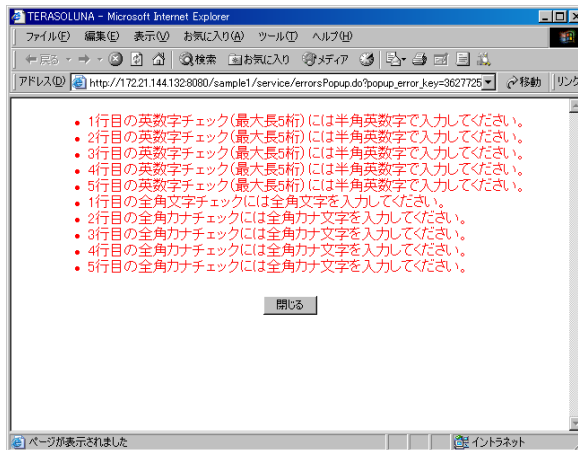 TERASOLUNA - Microsoft Internet Explorer
ファイル(F) 編集(E) 表示(V) お気に入り(A) ツール(T) ヘルプ(H)
戻る 検索 お気に入り メディア
アドレス(D) http://172.21.144.132:8080/sample1/service/errorsPopup.do?popup_error_key=3627725 移動 リンク
• 1行目の英数字チェック(最大長5桁)には半角英数字で入力してください。
• 2行目の英数字チェック(最大長5桁)には半角英数字で入力してください。
• 3行目の英数字チェック(最大長5桁)には半角英数字で入力してください。
• 4行目の英数字チェック(最大長5桁)には半角英数字で入力してください。
• 5行目の英数字チェック(最大長5桁)には半角英数字で入力してください。
• 1行目の全角文字チェックには全角文字を入力してください。
• 2行目の全角カナチェックには全角カナ文字を入力してください。
• 3行目の全角カナチェックには全角カナ文字を入力してください。
• 4行目の全角カナチェックには全角カナ文字を入力してください。
• 5行目の全角カナチェックには全角カナ文字を入力してください。
閉じる
ページが表示されました イントラネット